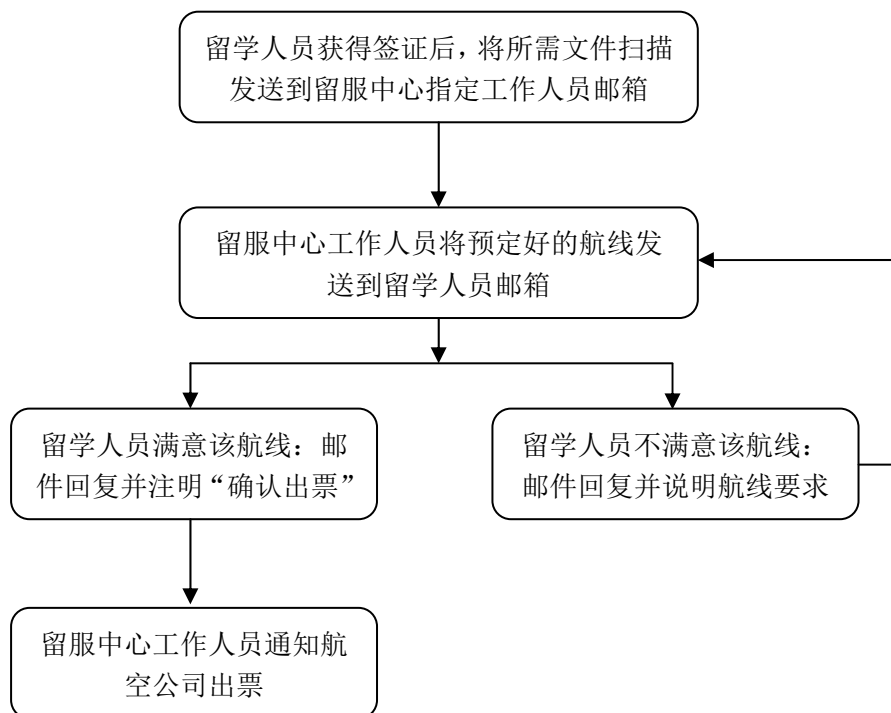 留学人员获得签证后，将所需文件扫描
发送到留服中心指定工作人员邮箱
留服中心工作人员将预定好的航线发
送到留学人员邮箱
留学人员满意该航线：邮
件回复并注明“确认出票”
留学人员不满意该航线：
邮件回复并说明航线要求
留服中心工作人员通知航
空公司出票